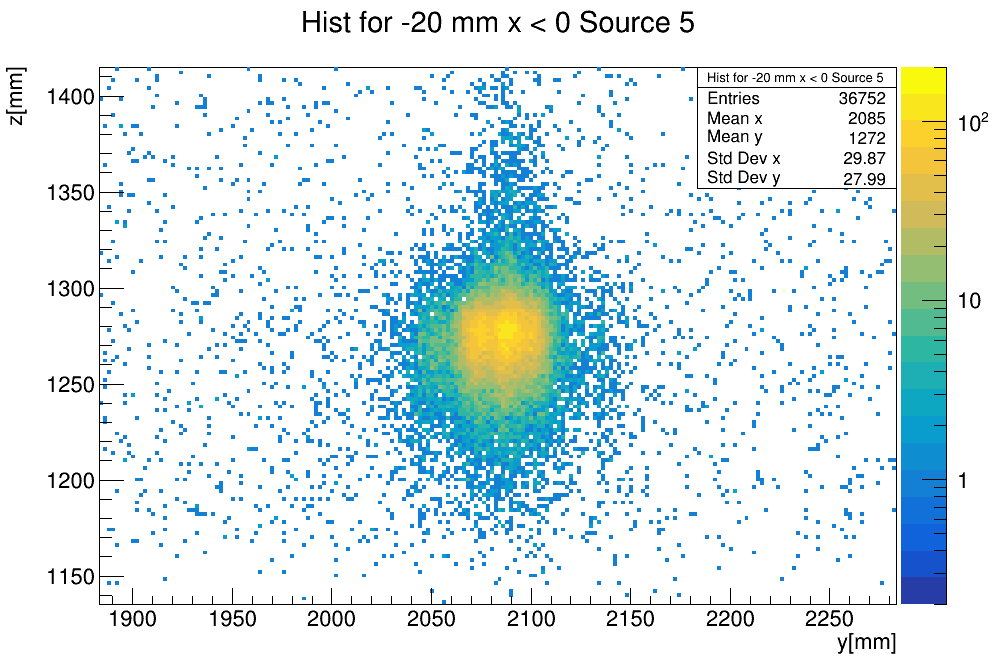 Hist for -20 mm x < 0 Source 5
z[mm]
1400
1350
1300
1250
1200
1150
1900 1950 2000 2050 2100 2150 2200 2250
y[mm]
Hist for -20 mm x < 0 Source 5
Entries 36752
Mean x 2085
Mean y 1272
Std Dev x 29.87
Std Dev y 27.99
10²
10
1